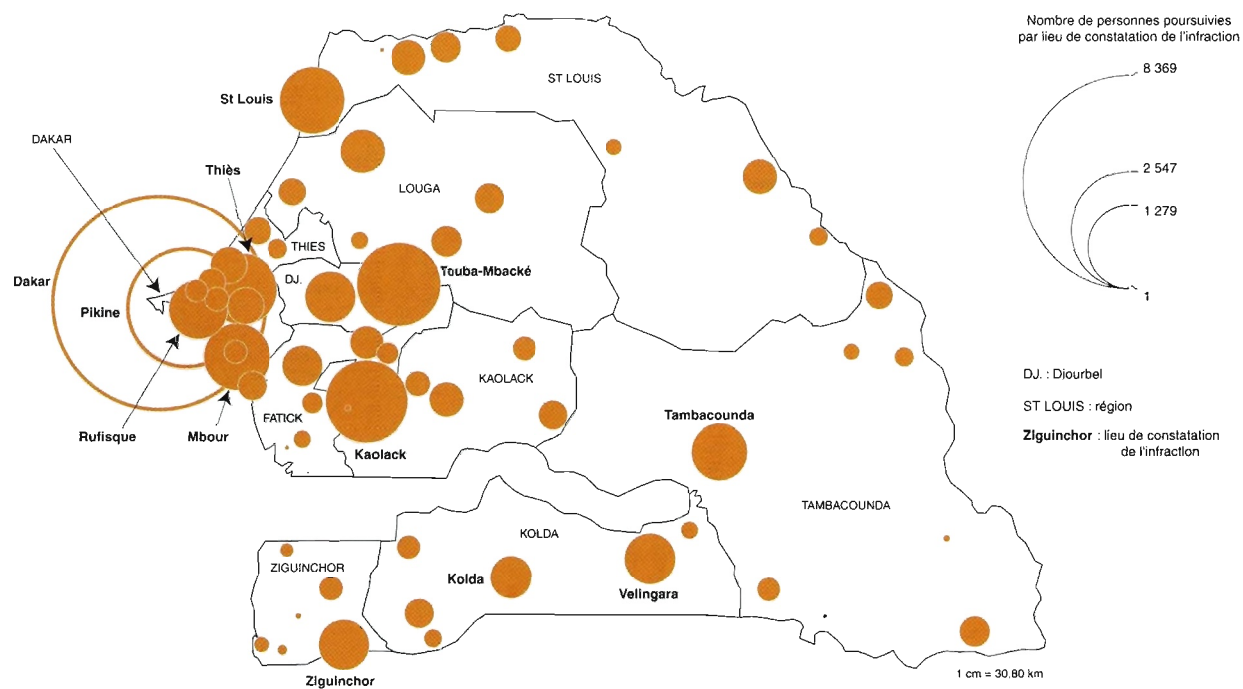 Nombre de personnes poursuivies
par lieu de constatation de l'infraction
8 369
2 547
1 279
1
ST LOUIS
St Louis
DAKAR
Thiès
LOUGA
THIES
DJ.
Touba-Mbacké
Dakar
Pikine
KAOLACK
FATICK
Rufisque
Mbour
Kaolack
Tambacounda
DJ. : Diourbel
ST LOUIS : région
Ziguinchor : lieu de constatation
de l'infraction
TAMBACOUNDA
KOLDA
ZIGUINCHOR
Kolda
Velingara
Ziguinchor
1 cm = 30,80 km